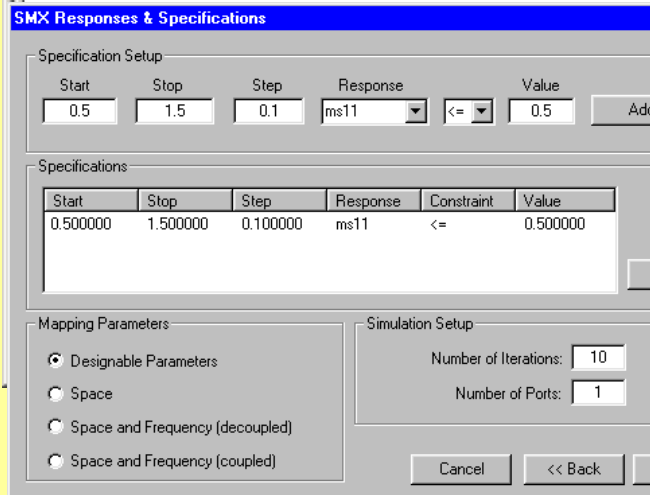 SMX Responses & Specifications
Specification Setup
Start Stop Step Response Value
0.5 1.5 0.1 ms11 <= 0.5 Add
Specifications
Start Stop Step Response Constraint Value
0.500000 1.500000 0.100000 ms11 <= 0.500000
Mapping Parameters
Designable Parameters
Space
Space and Frequency (decoupled)
Space and Frequency (coupled)
Simulation Setup
Number of Iterations: 10
Number of Ports: 1
Cancel << Back